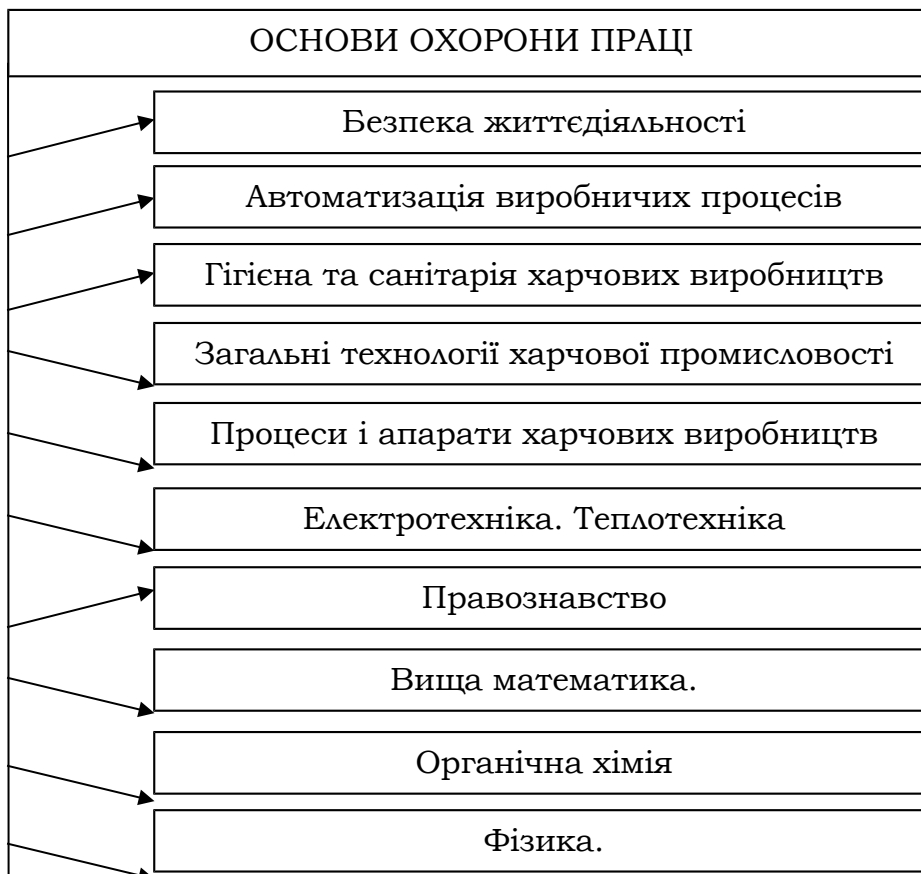 ОСНОВИ ОХОРОНИ ПРАЦІ
Безпека життєдіяльності
Автоматизація виробничих процесів
Гігієна та санітарія харчових виробництв
Загальні технології харчової промисловості
Процеси і апарати харчових виробництв
Електротехніка. Теплотехніка
Правознавство
Вища математика.
Органічна хімія
Фізика.